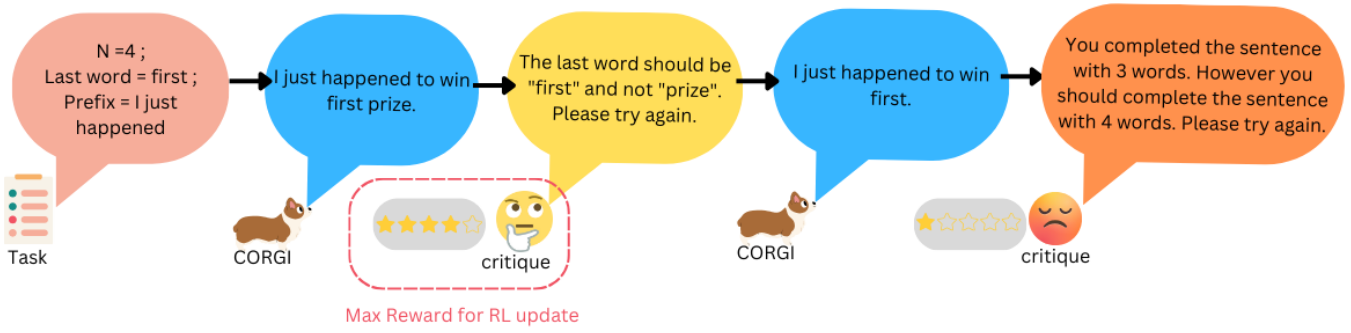 N =4 ;
Last word = first ;
Prefix = I just
happened
I just happened to win
first prize.
The last word should be
"first" and not "prize".
Please try again.
I just happened to win
first.
You completed the sentence
with 3 words. However you
should complete the sentence
with 4 words. Please try again.
Task
CORGI
critique
CORGI
critique
Max Reward for RL update